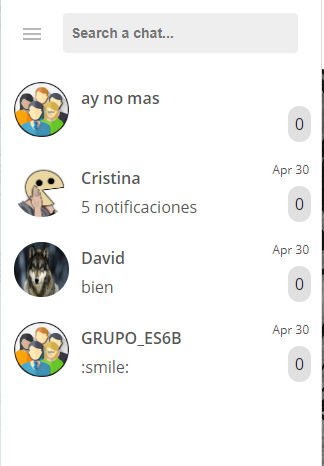 Search a chat...
ay no mas
0
Cristina
Apr 30
5 notificaciones
0
David
Apr 30
bien
0
GRUPO_ES6B
Apr 30
:smile:
0